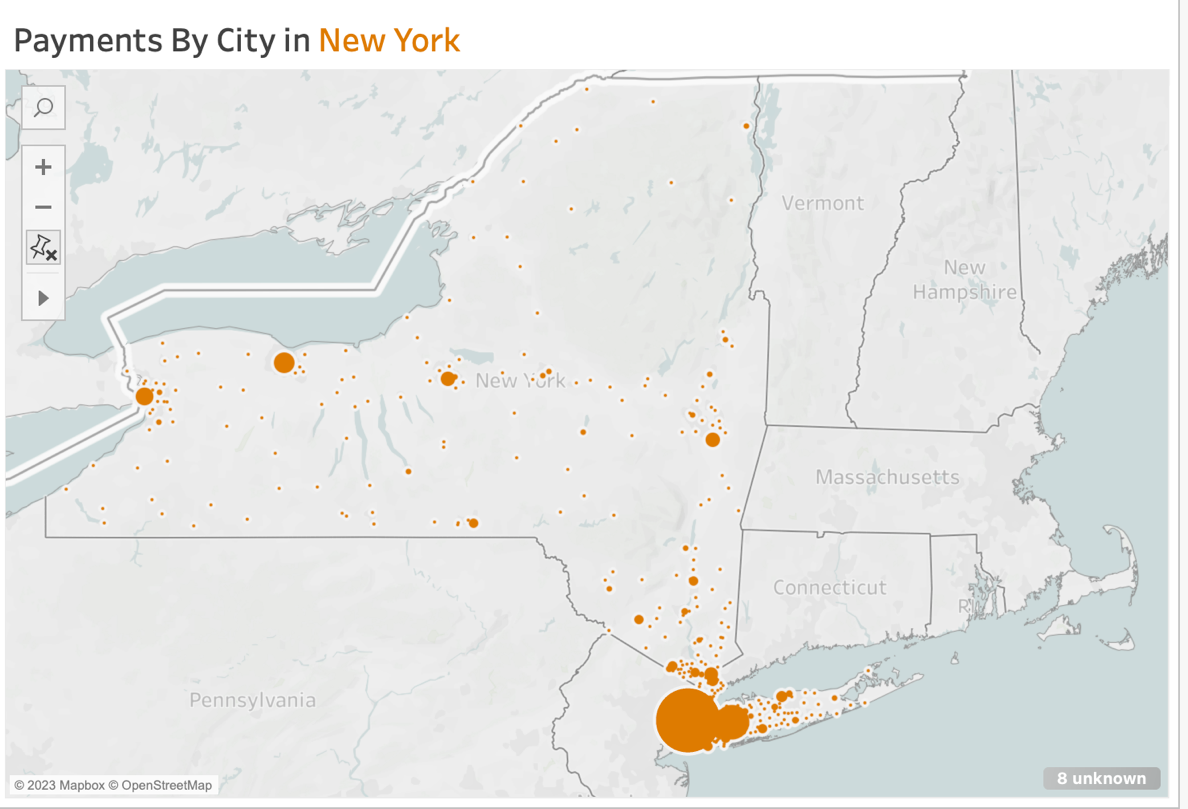 Payments By City in New York
Vermont
New
Hampshire
New York
Massachusetts
Connecticut
Pennsylvania
© 2023 Mapbox © OpenStreetMap
8 unknown